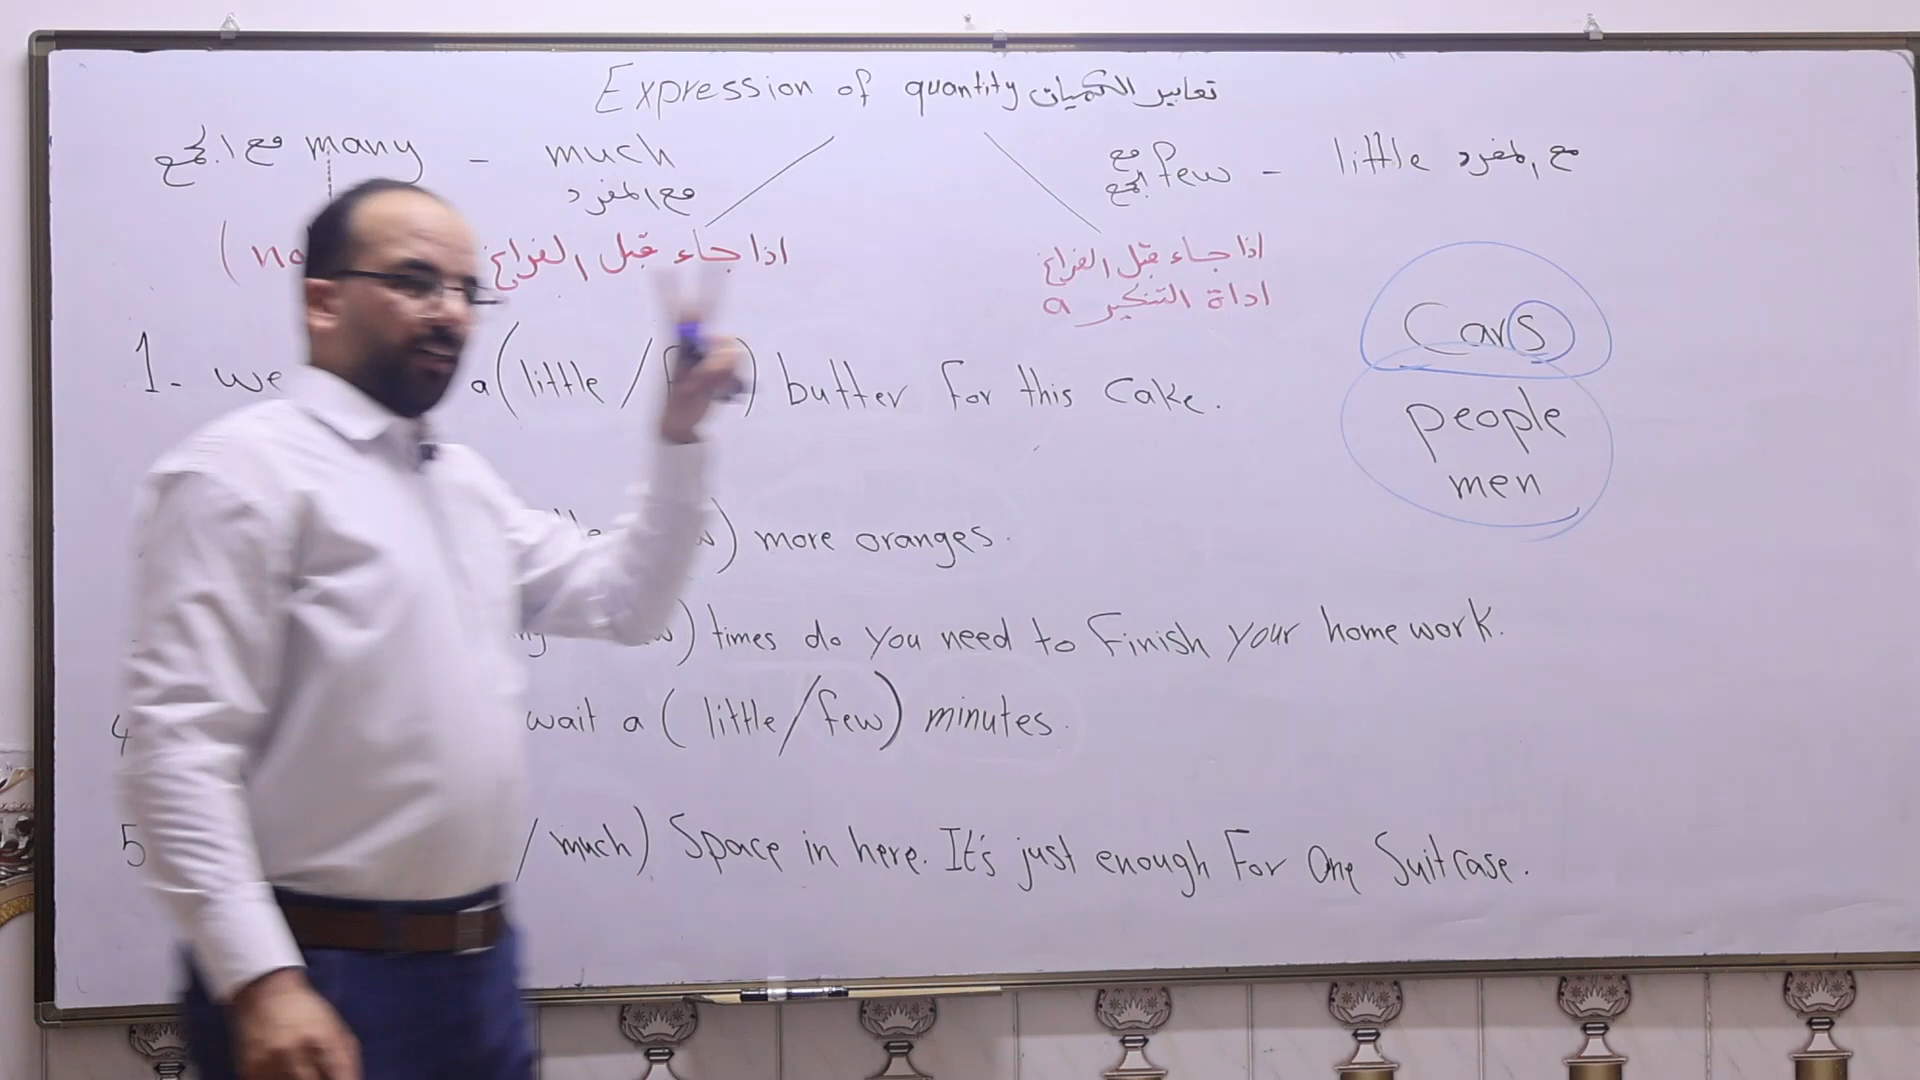 Expression of quantity تعابير الكميات
مع الجمع many - much
مع المفرد
مع few - little مع المفرد
الجمع
(no اذا جاء قبل الفراغ
اذا جاء قبل الفراغ
اداة التنكير a
Cars
people
men
1. we a (little / ) butter for this cake.
more oranges.
) times do you need to finish your homework.
4 wait a (little / few) minutes.
5 / much) Space in here. It's just enough For One Suitcase.